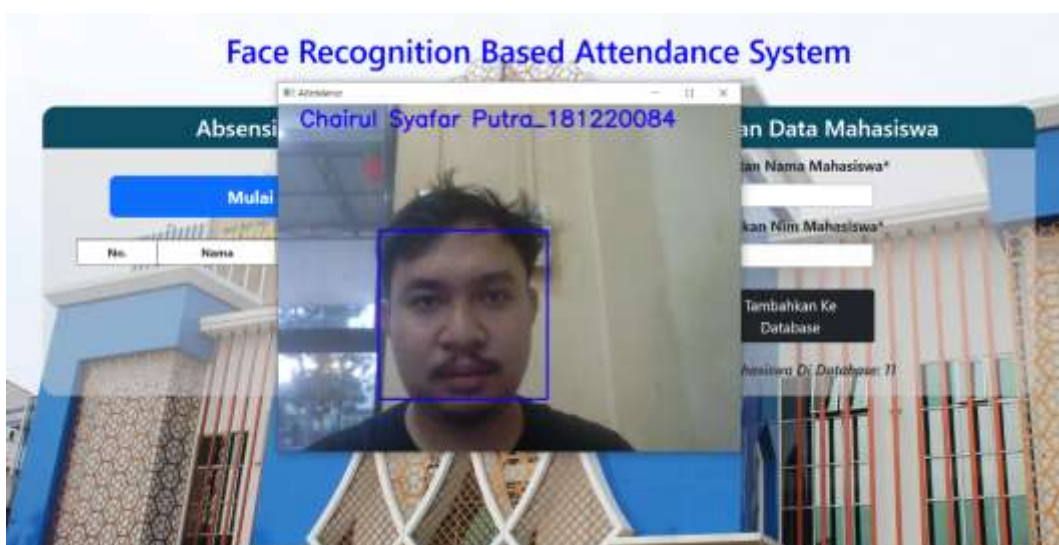 Face Recognition Based Attendance System
Attendance
Chairul Syafar Putra_181220084
Absensi
an Data Mahasiswa
Mulai
kan Nama Mahasiswa*
kan Nim Mahasiswa*
No. Nama
Tambahkan Ke
Database
hasiswa Di Database: 11